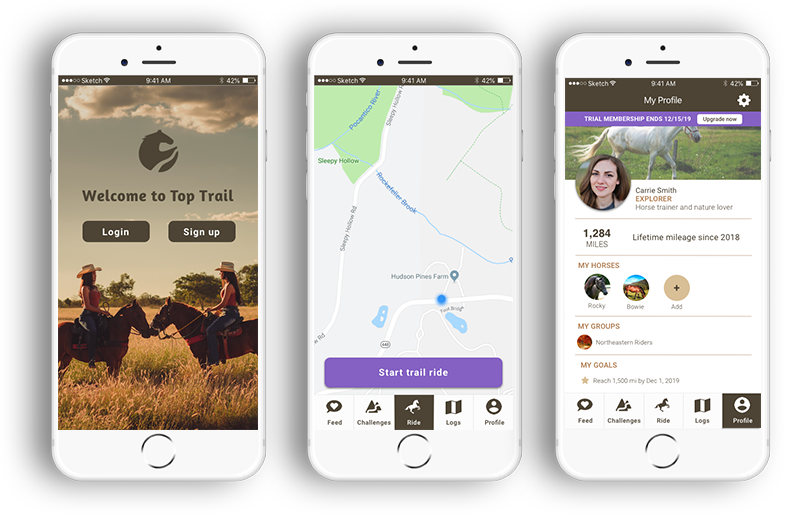 Sketch 9:41 AM 42%
Welcome to Top Trail
Login Sign up
Sketch 9:41 AM 42%
Pocantico River
Sleepy Hollow Rd
Sleepy Hollow
Rockefeller Brook
Sleepy Hollow Rd
Hudson Pines Farm
448
Start trail ride
Feed Challenges Ride Logs Profile
Sketch 9:41 AM 42%
My Profile
TRIAL MEMBERSHIP ENDS 12/15/19 Upgrade now
Carrie Smith
EXPLORER
Horse trainer and nature lover
1,284
MILES
Lifetime mileage since 2018
MY HORSES
+
Rocky Bowie Add
MY GROUPS
Northeastern Riders
MY GOALS
Reach 1,500 mi by Dec 1, 2019
Feed Challenges Ride Logs Profile